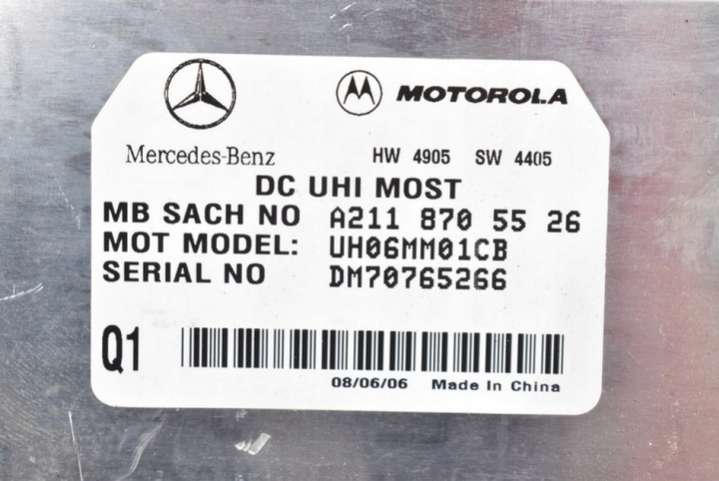 MOTOROLA
Mercedes-Benz HW 4905 SW 4405
DC UHI MOST
MB SACH NO A211 870 55 26
MOT MODEL: UH06MM01CB
SERIAL NO DM70765266
Q1
08/06/06 Made In China